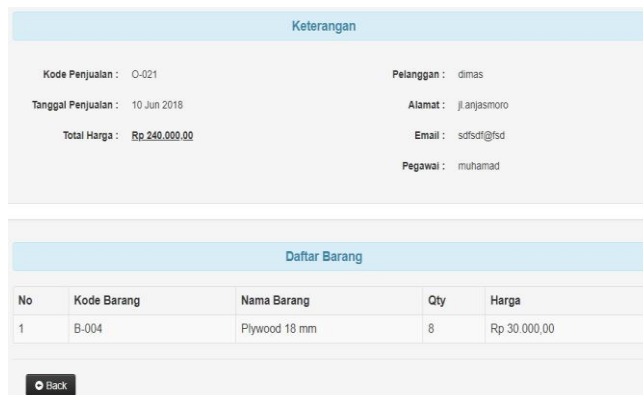 Keterangan
Kode Penjualan : O-021
Pelanggan : dimas
Tanggal Penjualan : 10 Jun 2018
Alamat : jl.anjasmoro
Total Harga : Rp 240.000,00
Email : sdfsdf@fsd
Pegawai : muhamad
Daftar Barang
No Kode Barang Nama Barang Qty Harga
1 B-004 Plywood 18 mm 8 Rp 30.000,00
Back